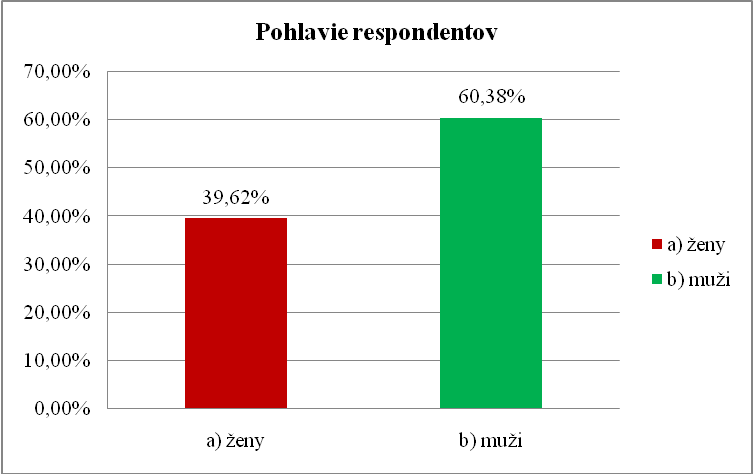 Pohlavie respondentov
70,00%
60,00%
50,00%
40,00%
30,00%
20,00%
10,00%
0,00%
39,62%
60,38%
a) ženy
b) muži
a) ženy
b) muži